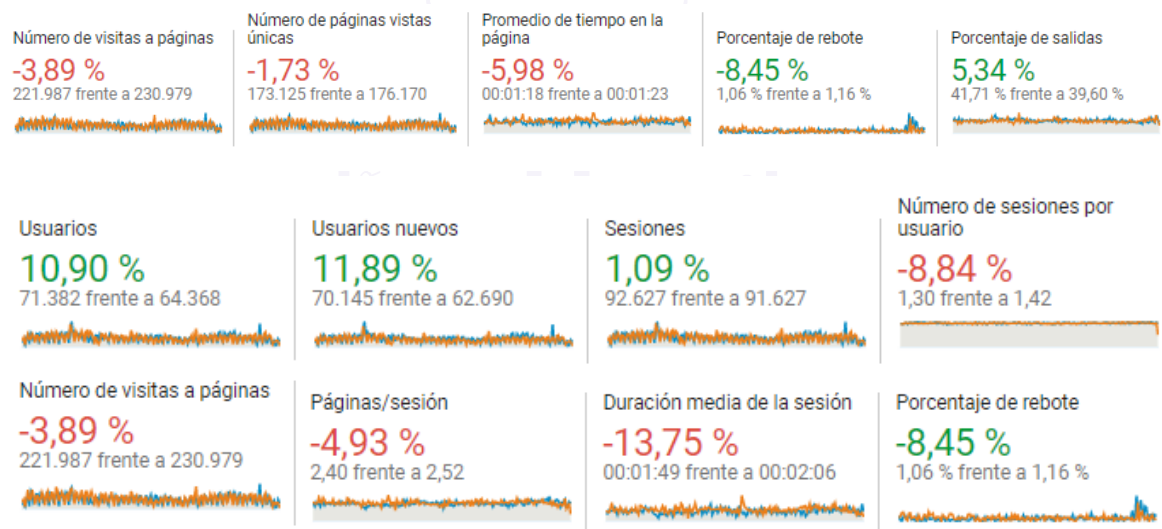 Número de visitas a páginas
-3,89 %
221.987 frente a 230.979
Número de páginas vistas
únicas
-1,73 %
173.125 frente a 176.170
Promedio de tiempo en la
página
-5,98 %
00:01:18 frente a 00:01:23
Porcentaje de rebote
-8,45 %
1,06 % frente a 1,16 %
Porcentaje de salidas
5,34 %
41,71 % frente a 39,60 %
Usuarios
10,90 %
71.382 frente a 64.368
Usuarios nuevos
11,89 %
70.145 frente a 62.690
Sesiones
1,09 %
92.627 frente a 91.627
Número de sesiones por
usuario
-8,84 %
1,30 frente a 1,42
Número de visitas a páginas
-3,89 %
221.987 frente a 230.979
Páginas/sesión
-4,93 %
2,40 frente a 2,52
Duración media de la sesión
-13,75 %
00:01:49 frente a 00:02:06
Porcentaje de rebote
-8,45 %
1,06 % frente a 1,16 %